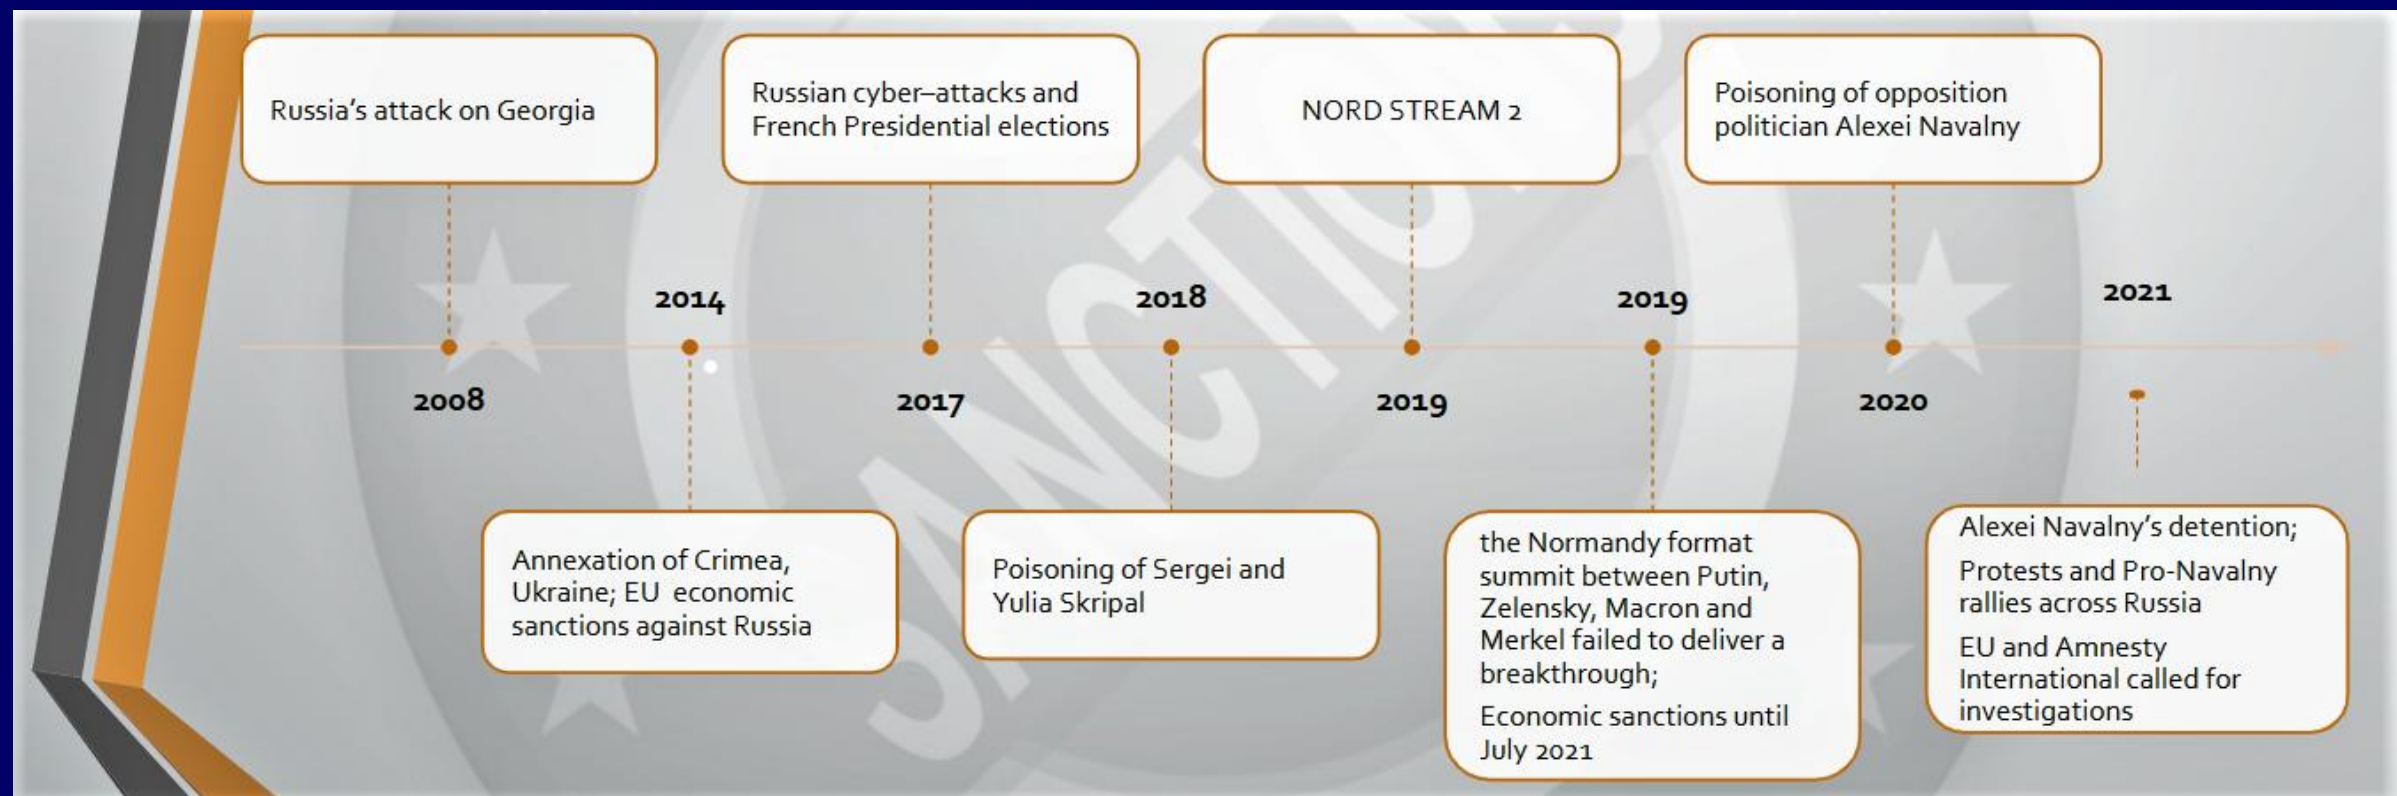 Russia's attack on Georgia
Russian cyber–attacks and
French Presidential elections
NORD STREAM 2
Poisoning of opposition
politician Alexei Navalny
2014
2018
2019
2021
2008
2017
2019
2020
Annexation of Crimea,
Ukraine; EU  economic
sanctions against Russia
Poisoning of Sergei and
Yulia Skripal
the Normandy format
summit between Putin,
Zelensky, Macron and
Merkel failed to deliver a
breakthrough;
Economic sanctions until
July 2021
Alexei Navalny's detention;
Protests and Pro-Navalny
rallies across Russia
EU and Amnesty
International called for
investigations
SANCTIONS